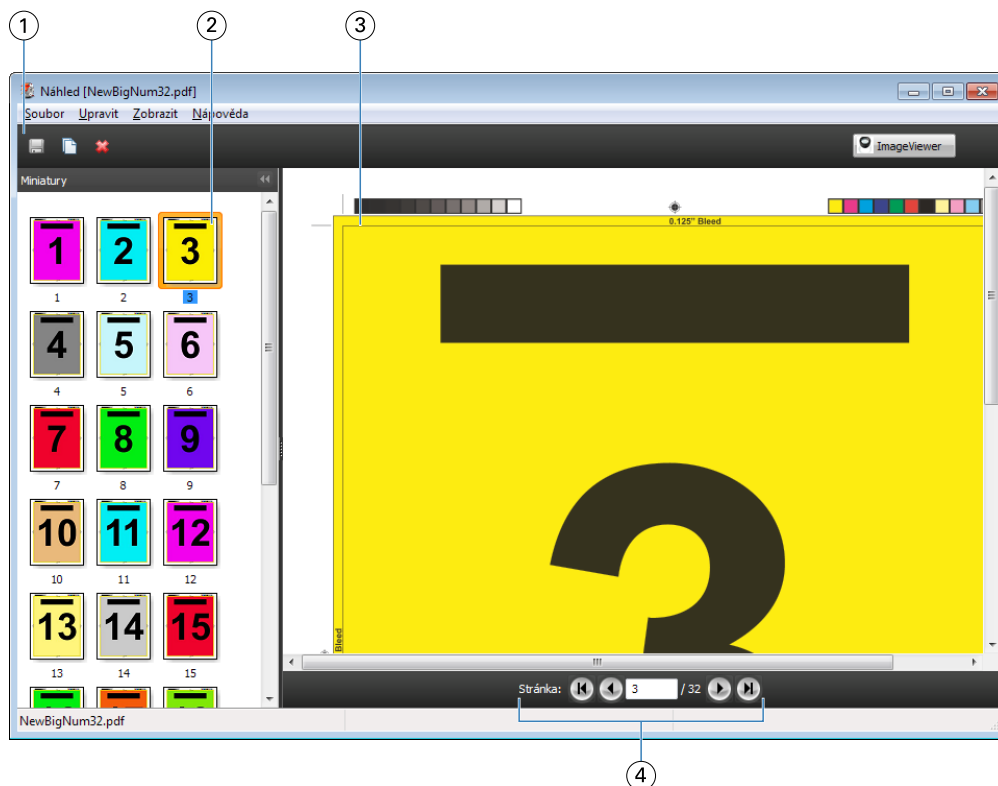 1 2 3
Náhled [NewBigNum32.pdf]
Soubor Upravit Zobrazit Nápověda
ImageViewer
Miniatury
1 2 3
1 2 3
4 5 6
4 5 6
7 8 9
7 8 9
10 11 12
10 11 12
13 14 15
13 14 15
0.125" Bleed
3
Bleed
Stránka: 3 / 32
NewBigNum32.pdf
4